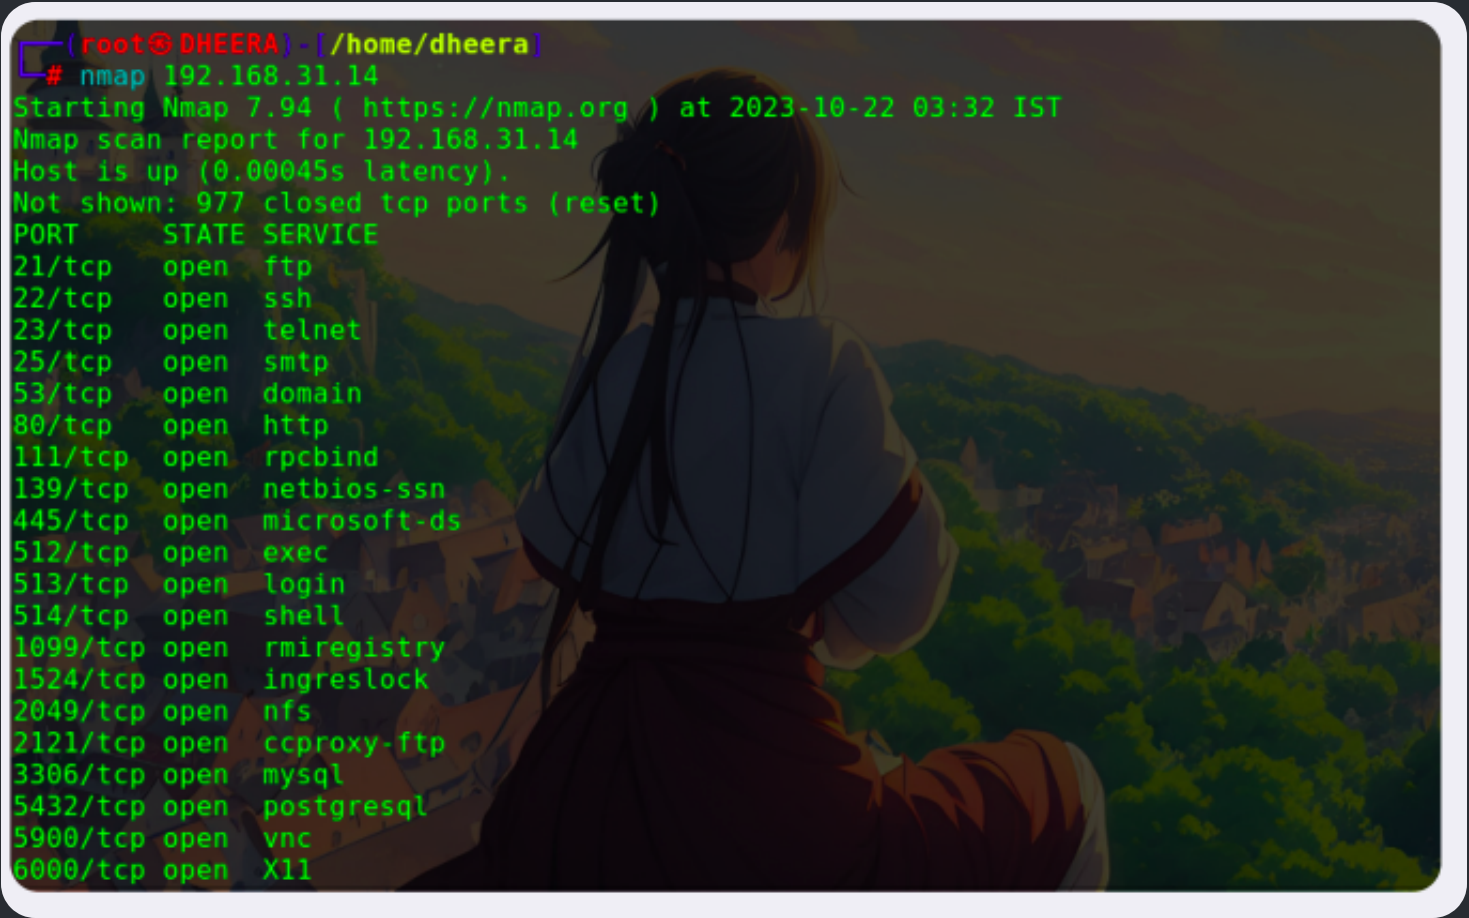 ┌──(root㉿DHEERA)-[/home/dheera]
└─# nmap 192.168.31.14
Starting Nmap 7.94 ( https://nmap.org ) at 2023-10-22 03:32 IST
Nmap scan report for 192.168.31.14
Host is up (0.00045s latency).
Not shown: 977 closed tcp ports (reset)
PORT     STATE SERVICE
21/tcp   open  ftp
22/tcp   open  ssh
23/tcp   open  telnet
25/tcp   open  smtp
53/tcp   open  domain
80/tcp   open  http
111/tcp  open  rpcbind
139/tcp  open  netbios-ssn
445/tcp  open  microsoft-ds
512/tcp  open  exec
513/tcp  open  login
514/tcp  open  shell
1099/tcp open  rmiregistry
1524/tcp open  ingreslock
2049/tcp open  nfs
2121/tcp open  ccproxy-ftp
3306/tcp open  mysql
5432/tcp open  postgresql
5900/tcp open  vnc
6000/tcp open  X11